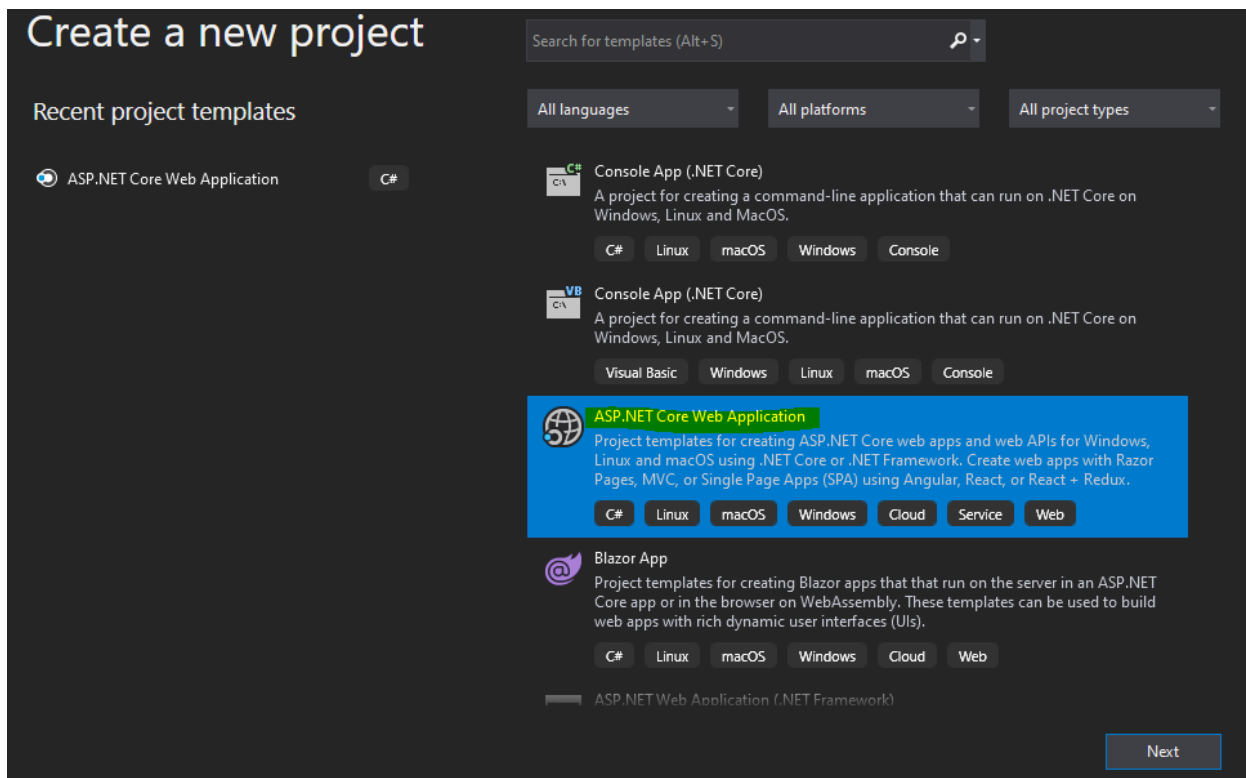 Create a new project
Search for templates (Alt+S)
Recent project templates
All languages
All platforms
All project types
ASP.NET Core Web Application
C#
C#
C:\
Console App (.NET Core)
A project for creating a command-line application that can run on .NET Core on
Windows, Linux and MacOS.
C# Linux macOS Windows Console
VB
C:\
Console App (.NET Core)
A project for creating a command-line application that can run on .NET Core on
Windows, Linux and MacOS.
Visual Basic Windows Linux macOS Console
ASP.NET Core Web Application
Project templates for creating ASP.NET Core web apps and web APIs for Windows,
Linux and macOS using .NET Core or .NET Framework. Create web apps with Razor
Pages, MVC, or Single Page Apps (SPA) using Angular, React, or React + Redux.
C# Linux macOS Windows Cloud Service Web
Blazor App
Project templates for creating Blazor apps that that run on the server in an ASP.NET
Core app or in the browser on WebAssembly. These templates can be used to build
web apps with rich dynamic user interfaces (UIs).
C# Linux macOS Windows Cloud Web
ASP.NET Web Application (.NET Framework)
Next